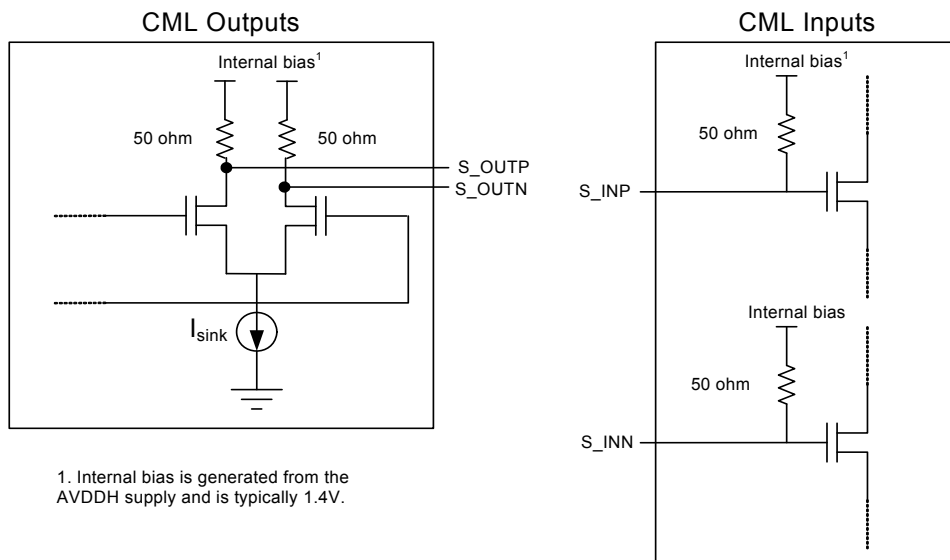 CML Outputs
Internal bias1
50 ohm
50 ohm
S_OUTP
S_OUTN
Isink
1. Internal bias is generated from the
AVDDH supply and is typically 1.4V.
CML Inputs
Internal bias1
50 ohm
S_INP
Internal bias
50 ohm
S_INN